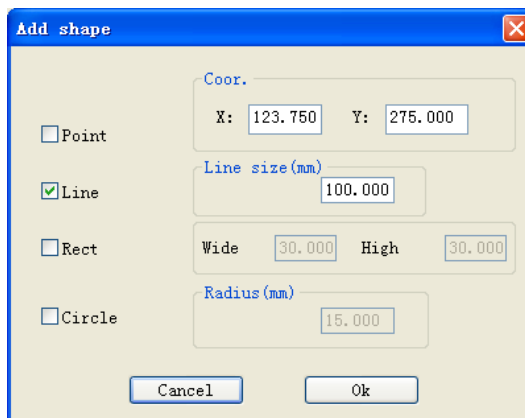 Add shape
Coor.
X: 123.750 Y: 275.000
Point
Line size(mm)
Line 100.000
Rect Wide 30.000 High 30.000
Radius(mm)
Circle 15.000
Cancel Ok